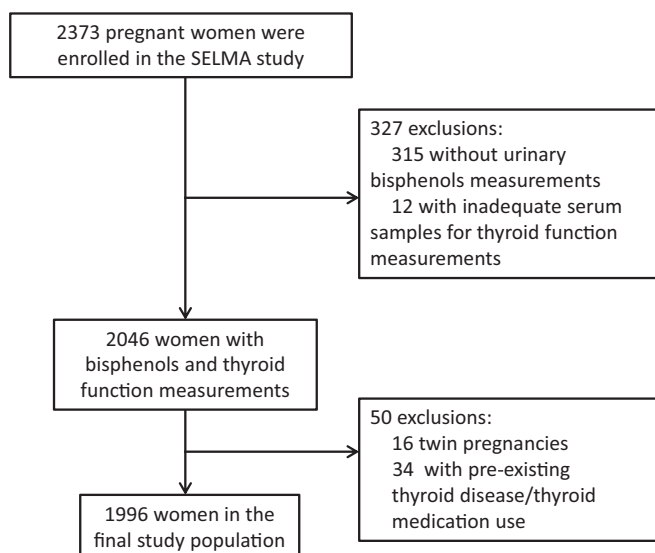 2373 pregnant women were
enrolled in the SELMA study
327 exclusions:
315 without urinary
bisphenols measurements
12 with inadequate serum
samples for thyroid function
measurements
2046 women with
bisphenols and thyroid
function measurements
50 exclusions:
16 twin pregnancies
34 with pre-existing
thyroid disease/thyroid
medication use
1996 women in the
final study population